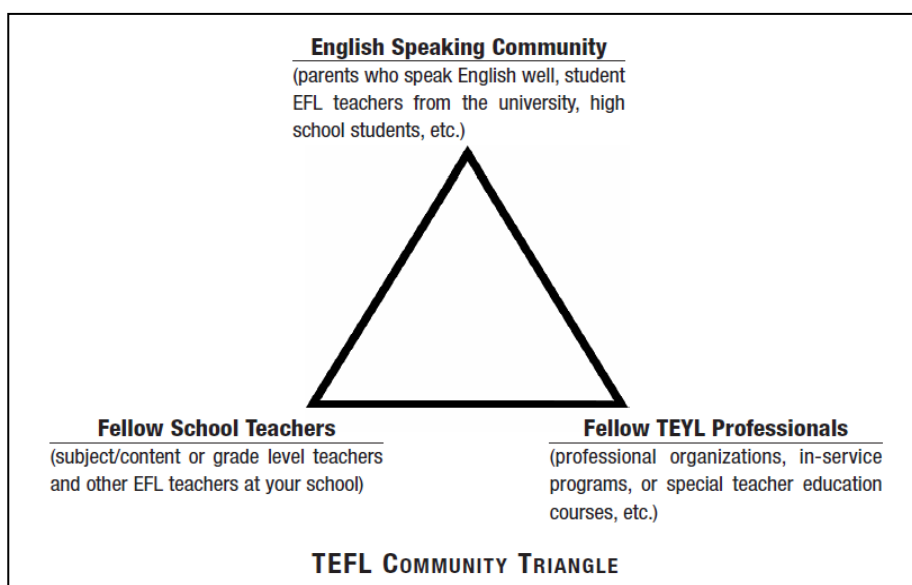 English Speaking Community
(parents who speak English well, student
EFL teachers from the university, high
school students, etc.)
Fellow School Teachers
(subject/content or grade level teachers
and other EFL teachers at your school)
Fellow TEYL Professionals
(professional organizations, in-service
programs, or special teacher education
courses, etc.)
TEFL COMMUNITY TRIANGLE